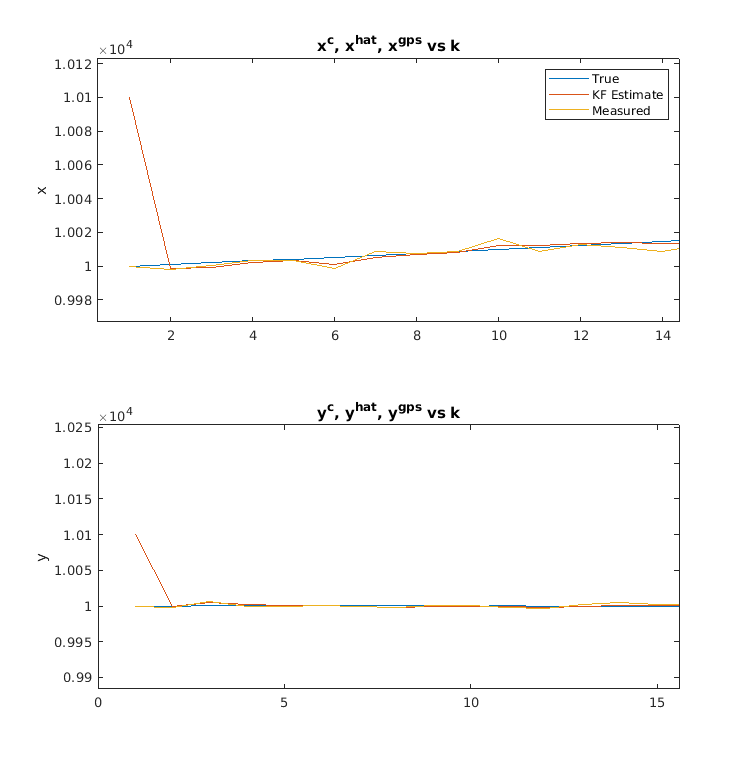 x^c, x^hat, x^gps vs k
×10^4
1.012
1.01
1.008
1.006
1.004
1.002
1
0.998
x
True
KF Estimate
Measured
2 4 6 8 10 12 14
y^c, y^hat, y^gps vs k
×10^4
1.025
1.02
1.015
1.01
1.005
1
0.995
0.99
y
0 5 10 15